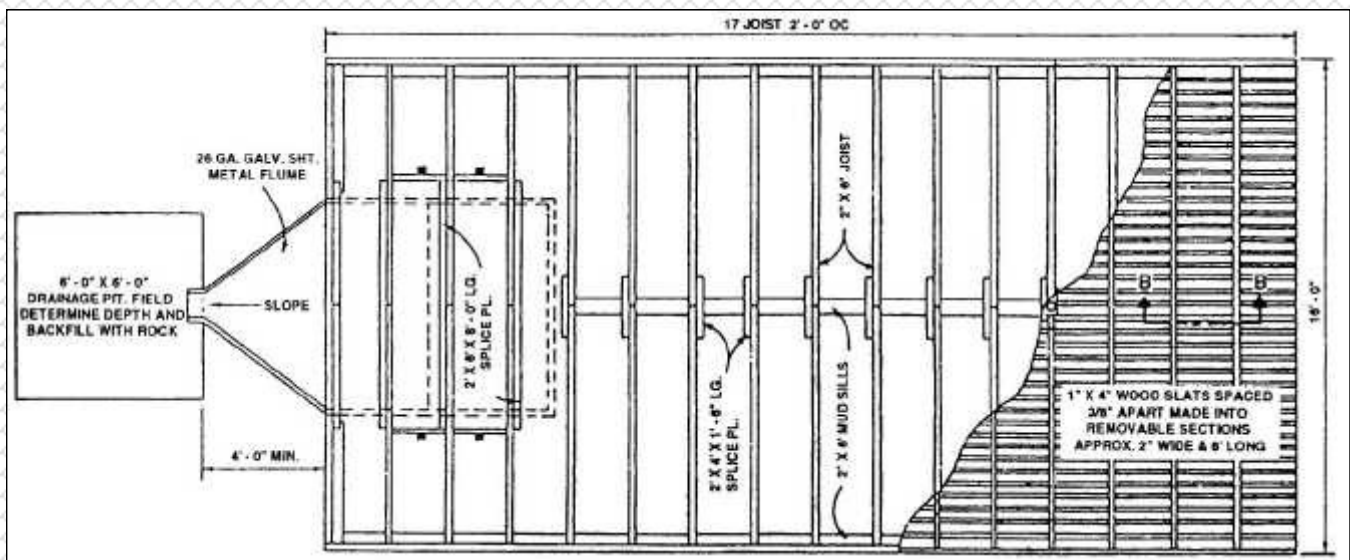 17 JOIST 2' - 0" OC
26 GA. GALV. SHT.
METAL FLUME
6' - 0" X 6' - 0"
DRAINAGE PIT. FIELD
DETERMINE DEPTH AND
BACKFILL WITH ROCK
SLOPE
4' - 0" MIN.
2" X 6" X 8' - 0" LG.
SPLICE PL.
2" X 4" X 1' - 6" LG.
SPLICE PL.
2" X 6" JOIST
2" X 6" MUD SILLS
B B
1" X 4" WOOD SLATS SPACED
3/8" APART MADE INTO
REMOVABLE SECTIONS
APPROX. 2" WIDE & 6' LONG
16' - 0"